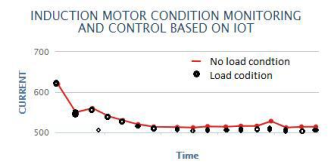 INDUCTION MOTOR CONDITION MONITORING
AND CONTROL BASED ON IOT
700
No load condtion
Load codition
600
CURRENT
500
Time